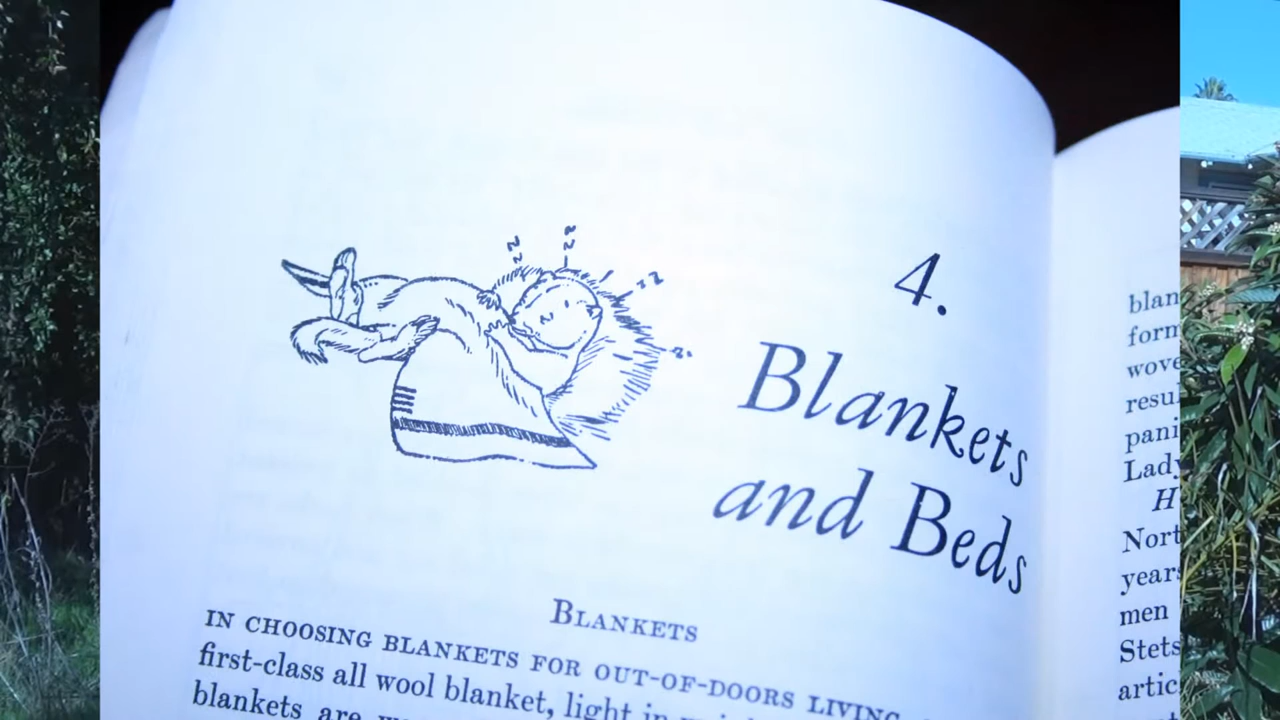 z z
z z
z z
z.
4.
Blankets
and Beds
BLANKETS
IN CHOOSING BLANKETS FOR OUT-OF-DOORS LIVING,
first-class all wool blanket, light in
blankets are
blan
form
wove
resul
pani
Lady
H
Nort
years
men
Stets
artic